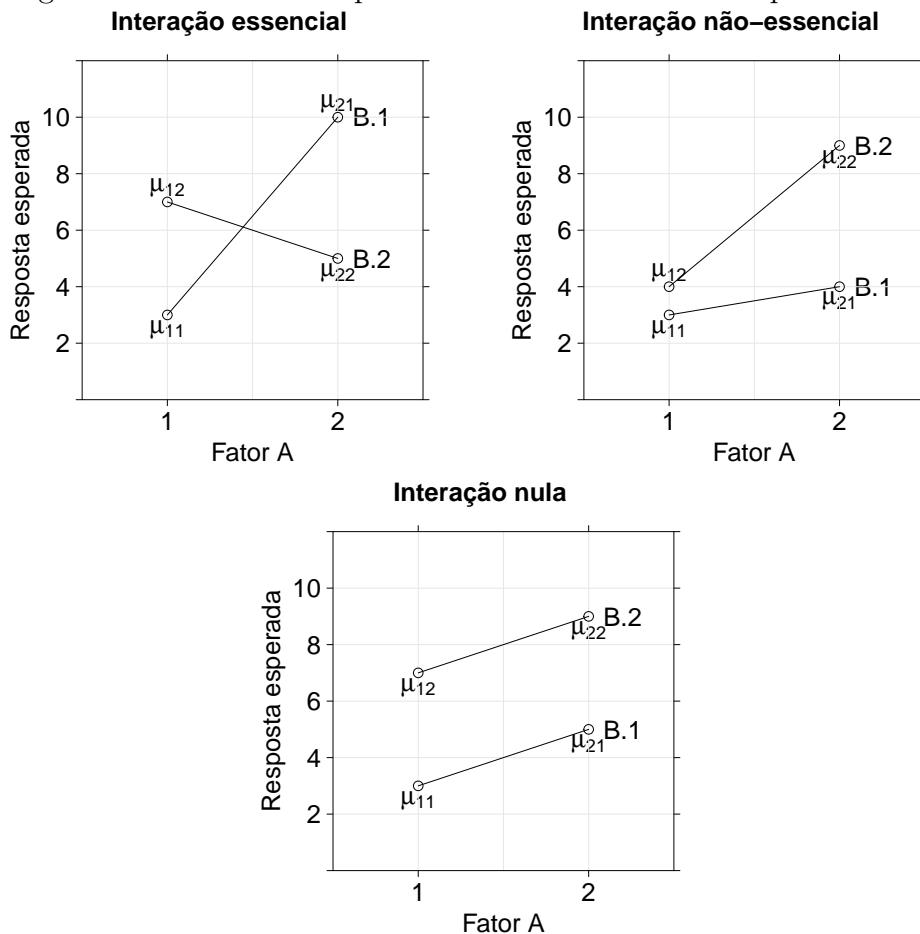 Interação essencial
Resposta esperada
10
8
6
4
2
μ21
B.1
μ12
B.2
μ22
μ11
1
2
Fator A
Interação não−essencial
Resposta esperada
10
8
6
4
2
B.2
μ22
μ12
B.1
μ21
μ11
1
2
Fator A
Interação nula
Resposta esperada
10
8
6
4
2
B.2
μ22
μ12
B.1
μ21
μ11
1
2
Fator A